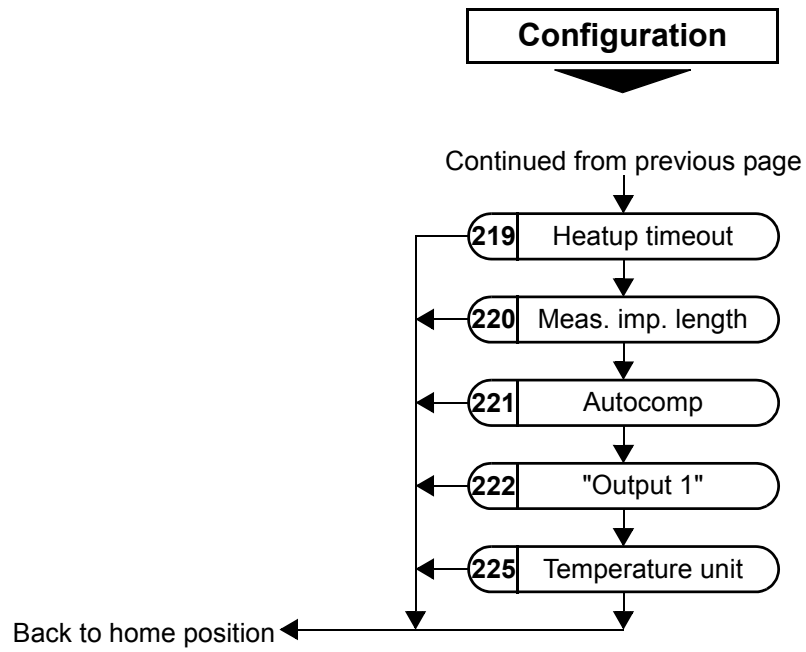 Configuration
Continued from previous page
219 Heatup timeout
220 Meas. imp. length
221 Autocomp
222 "Output 1"
225 Temperature unit
Back to home position